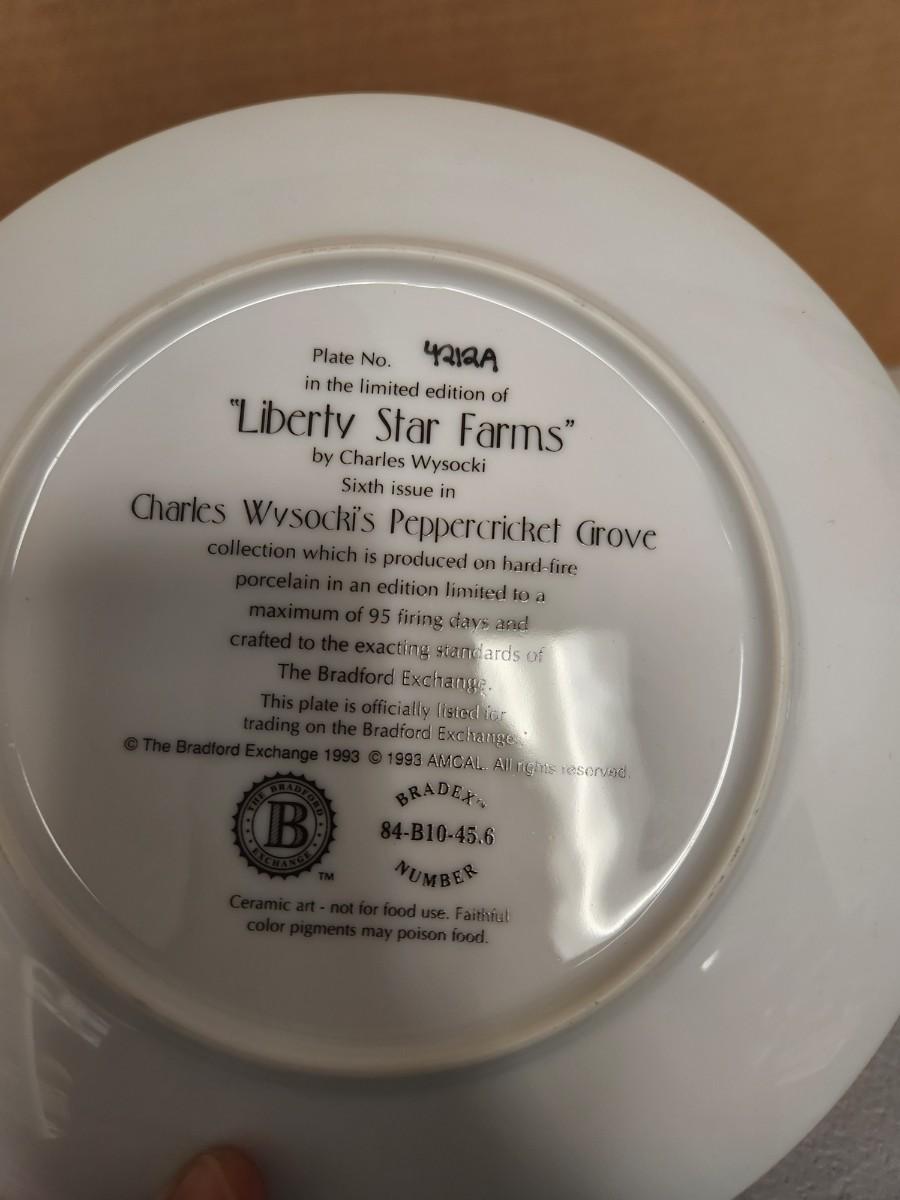 Plate No. 4212A
in the limited edition of
"Liberty Star Farms"
by Charles Wysocki
Sixth issue in
Charles Wysocki's Peppercricket Grove
collection which is produced on hard-fire
porcelain in an edition limited to a
maximum of 95 firing days and
crafted to the exacting standards of
The Bradford Exchange.
This plate is officially listed for
trading on the Bradford Exchange.
© The Bradford Exchange 1993 © 1993 AMCAL. All rights reserved.
THE BRADFORD
B
EXCHANGE
TM
BRADEX™
84-B10-45.6
NUMBER
Ceramic art - not for food use. Faithful
color pigments may poison food.